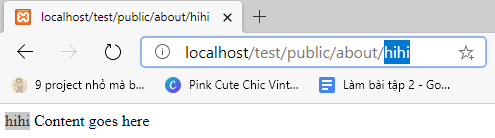 localhost/test/public/about/hihi
localhost/test/public/about/hihi
9 project nhỏ mà b...
Pink Cute Chic Vint...
Làm bài tập 2 - Go...
hihi Content goes here